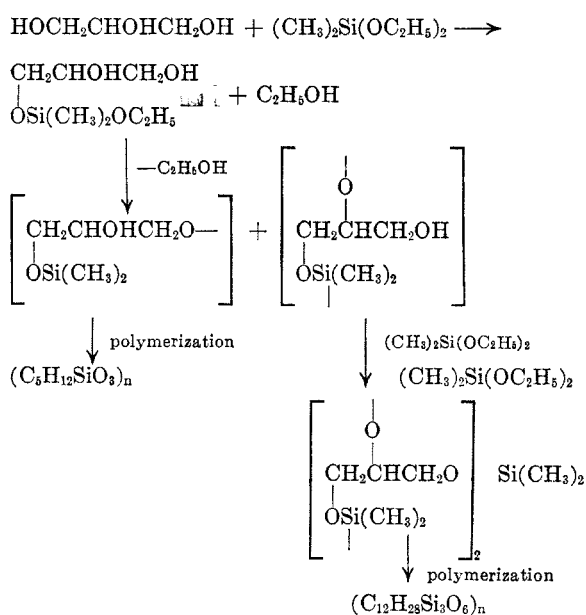 HOCH₂CHOHCH₂OH + (CH₃)₂Si(OC₂H₅)₂ ⟶
CH₂CHOHCH₂OH
OSi(CH₃)₂OC₂H₅ + C₂H₅OH
—C₂H₅OH
O
[CH₂CHOHCH₂O—] + [CH₂CHCH₂OH]
OSi(CH₃)₂ OSi(CH₃)₂
polymerization
(CH₃)₂Si(OC₂H₅)₂
(C₅H₁₂SiO₃)ₙ
(CH₃)₂Si(OC₂H₅)₂
O
[CH₂CHCH₂O]₂ Si(CH₃)₂
OSi(CH₃)₂
polymerization
(C₁₂H₂₈Si₃O₆)ₙ